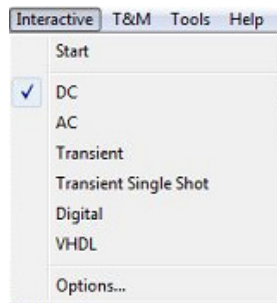 Interactive T&M Tools Help
Start
DC
AC
Transient
Transient Single Shot
Digital
VHDL
Options...